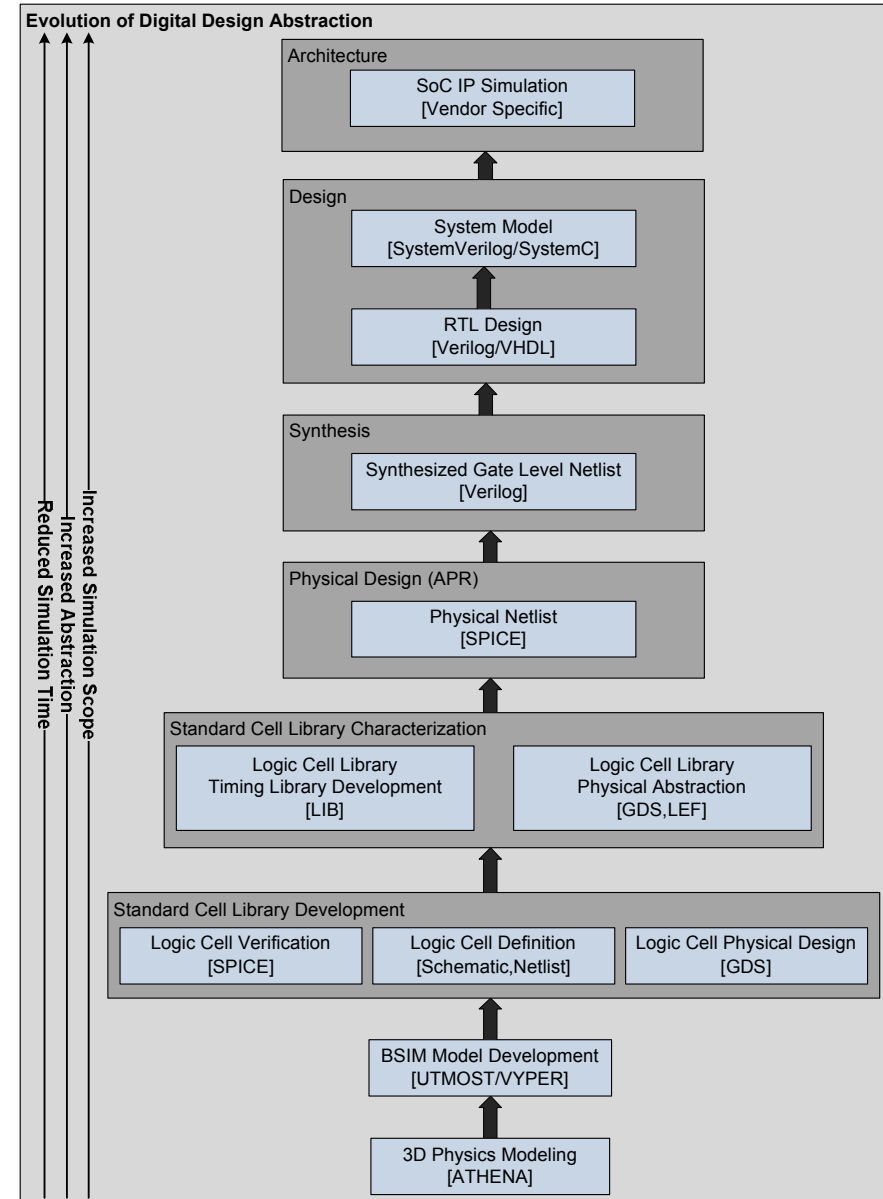 Evolution of Digital Design Abstraction
Architecture
SoC IP Simulation
[Vendor Specific]
Design
System Model
[SystemVerilog/SystemC]
RTL Design
[Verilog/VHDL]
Synthesis
Synthesized Gate Level Netlist
[Verilog]
Physical Design (APR)
Physical Netlist
[SPICE]
Standard Cell Library Characterization
Logic Cell Library
Timing Library Development
[LIB]
Logic Cell Library
Physical Abstraction
[GDS,LEF]
Standard Cell Library Development
Logic Cell Verification
[SPICE]
Logic Cell Definition
[Schematic,Netlist]
Logic Cell Physical Design
[GDS]
BSIM Model Development
[UTMOST/VYPER]
3D Physics Modeling
[ATHENA]
Reduced Simulation Time
Increased Abstraction
Increased Simulation Scope